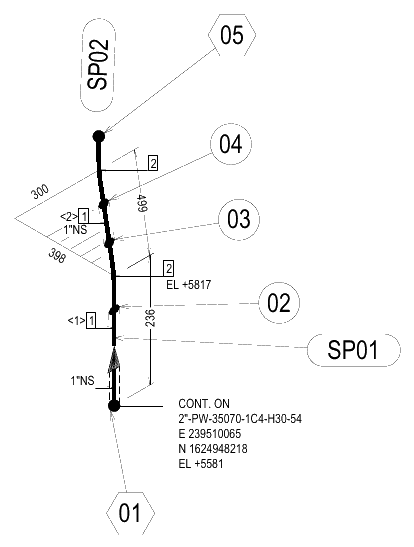 05
SP02
04
2
300
499
<2> 1
1"NS
03
398
2
EL +5817
02
236
<1> 1
SP01
1"NS
CONT. ON
2"-PW-35070-1C4-H30-54
E 239510065
N 1624948218
EL +5581
01